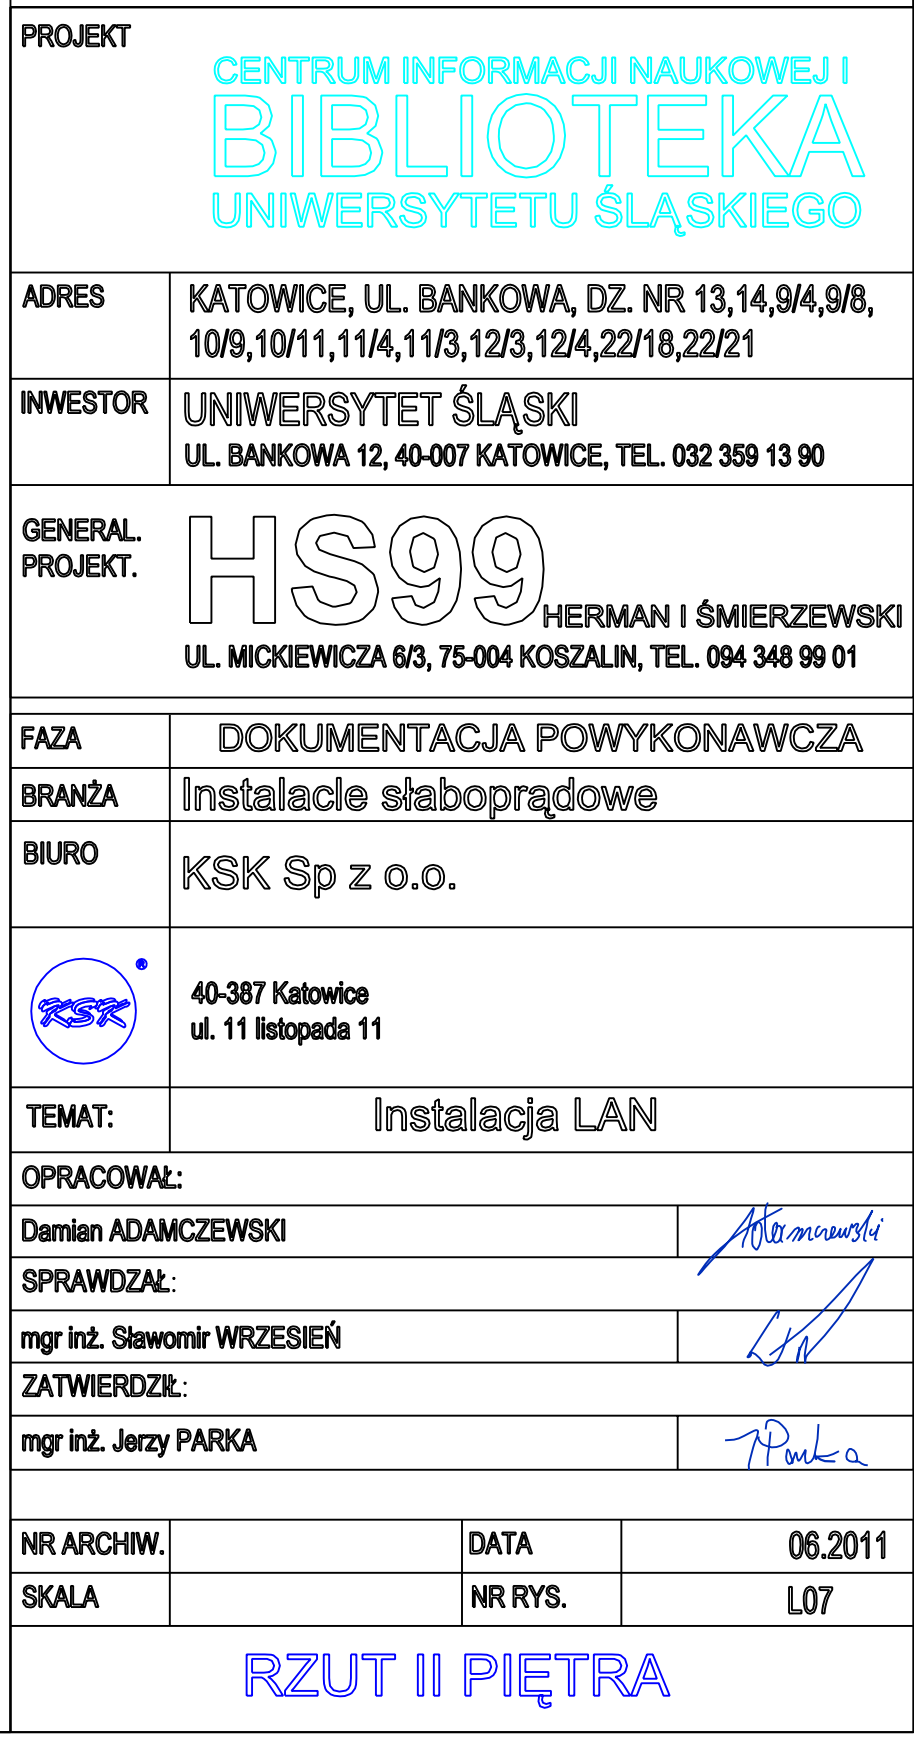 PROJEKT
CENTRUM INFORMACJI NAUKOWEJ I
BIBLIOTEKA
UNIWERSYTETU ŚLĄSKIEGO
ADRES
KATOWICE, UL. BANKOWA, DZ. NR 13,14,9/4,9/8,
10/9,10/11,11/4,11/3,12/3,12/4,22/18,22/21
INWESTOR
UNIWERSYTET ŚLĄSKI
UL. BANKOWA 12, 40-007 KATOWICE, TEL. 032 359 13 90
GENERAL.
PROJEKT.
HS99 HERMAN I ŚMIERZEWSKI
UL. MICKIEWICZA 6/3, 75-004 KOSZALIN, TEL. 094 348 99 01
FAZA
DOKUMENTACJA POWYKONAWCZA
BRANŻA
Instalacie słaboprądowe
BIURO
KSK Sp z o.o.
KSK ®
40-387 Katowice
ul. 11 listopada 11
TEMAT:
Instalacja LAN
OPRACOWAŁ:
Damian ADAMCZEWSKI
Adamczewski
SPRAWDZAŁ:
mgr inż. Sławomir WRZESIEŃ
ZATWIERDZIŁ:
mgr inż. Jerzy PARKA
JParka
NR ARCHIW.
DATA
06.2011
SKALA
NR RYS.
L07
RZUT II PIĘTRA